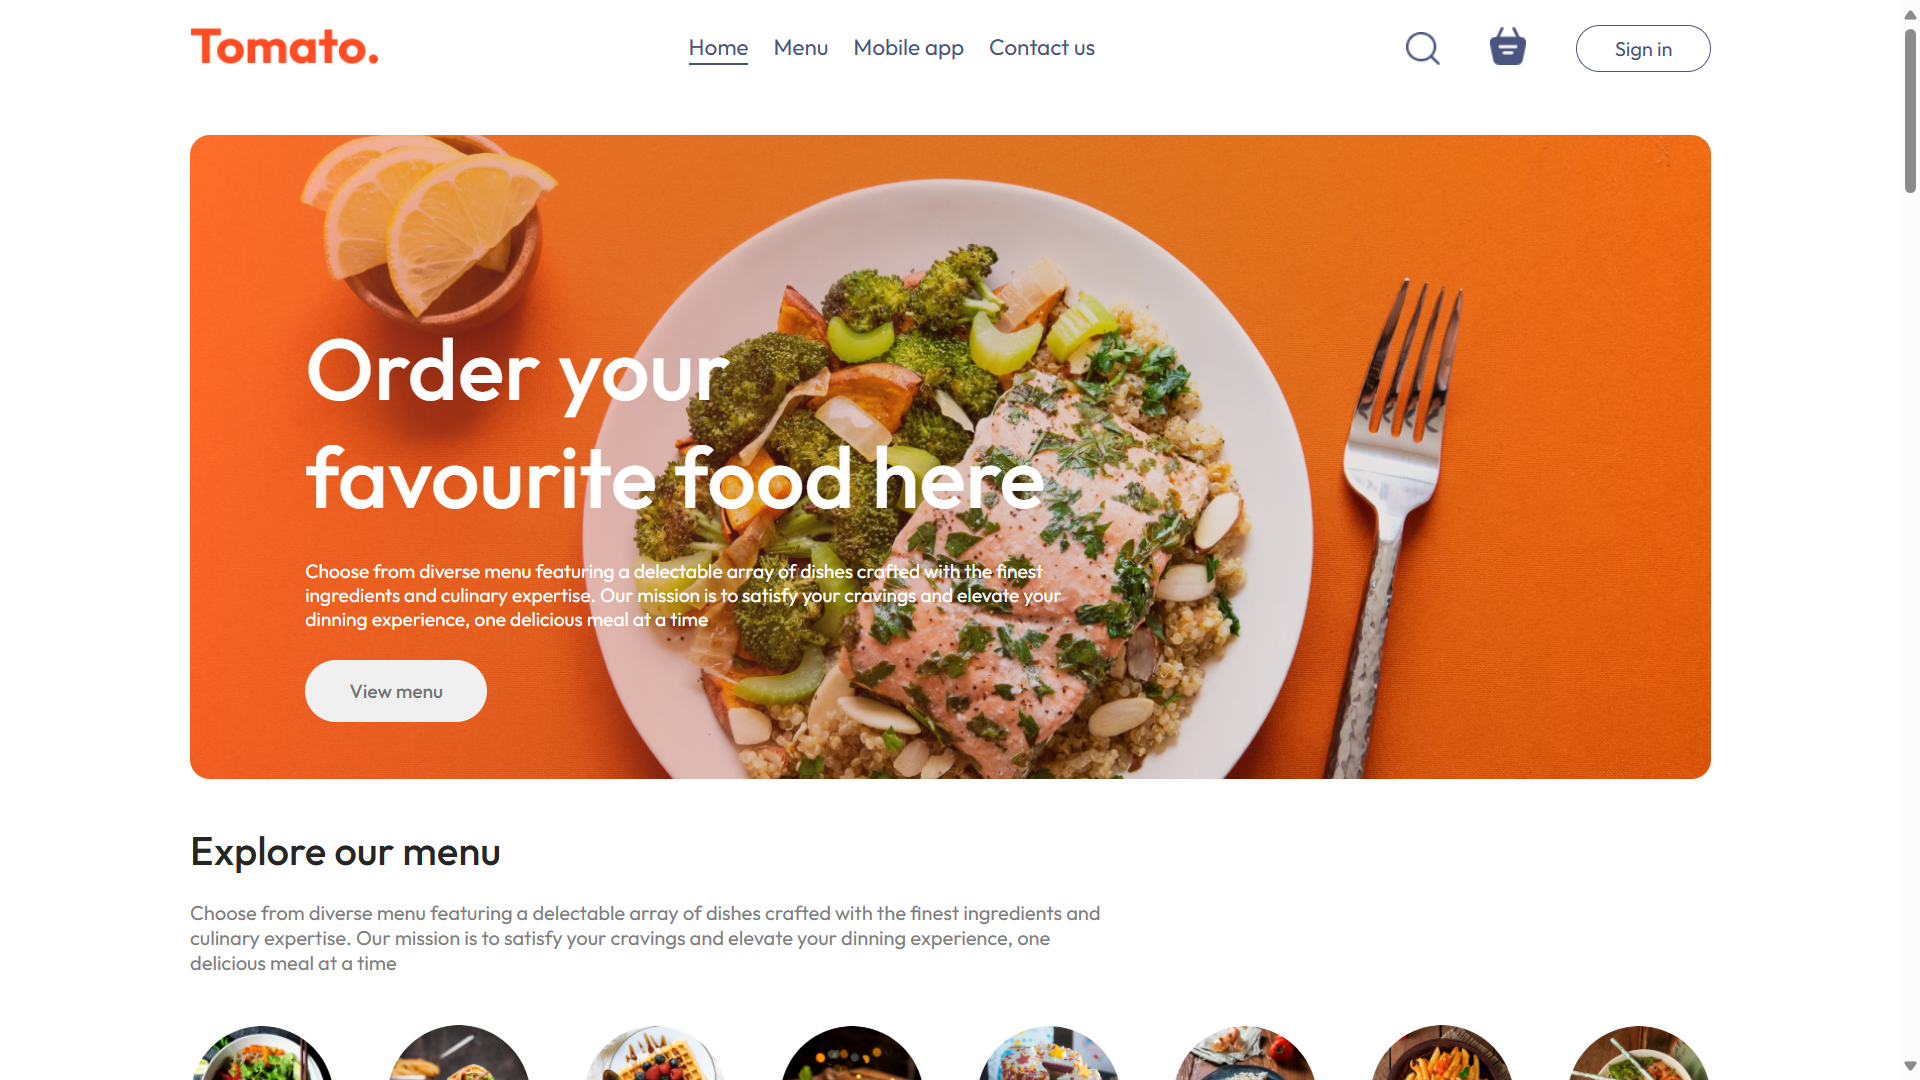 Tomato.
Home Menu Mobile app Contact us
Sign in
Order your
favourite food here
Choose from diverse menu featuring a delectable array of dishes crafted with the finest
ingredients and culinary expertise. Our mission is to satisfy your cravings and elevate your
dinning experience, one delicious meal at a time
View menu
Explore our menu
Choose from diverse menu featuring a delectable array of dishes crafted with the finest ingredients and
culinary expertise. Our mission is to satisfy your cravings and elevate your dinning experience, one
delicious meal at a time